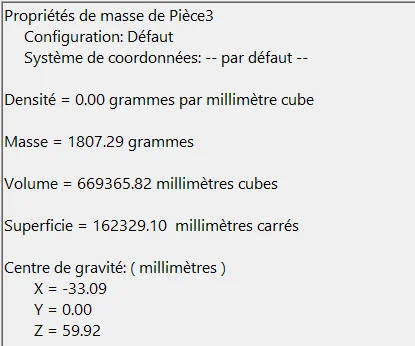 Propriétés de masse de Pièce3
Configuration: Défaut
Système de coordonnées: -- par défaut --
Densité = 0.00 grammes par millimètre cube
Masse = 1807.29 grammes
Volume = 669365.82 millimètres cubes
Superficie = 162329.10  millimètres carrés
Centre de gravité: ( millimètres )
X = -33.09
Y = 0.00
Z = 59.92